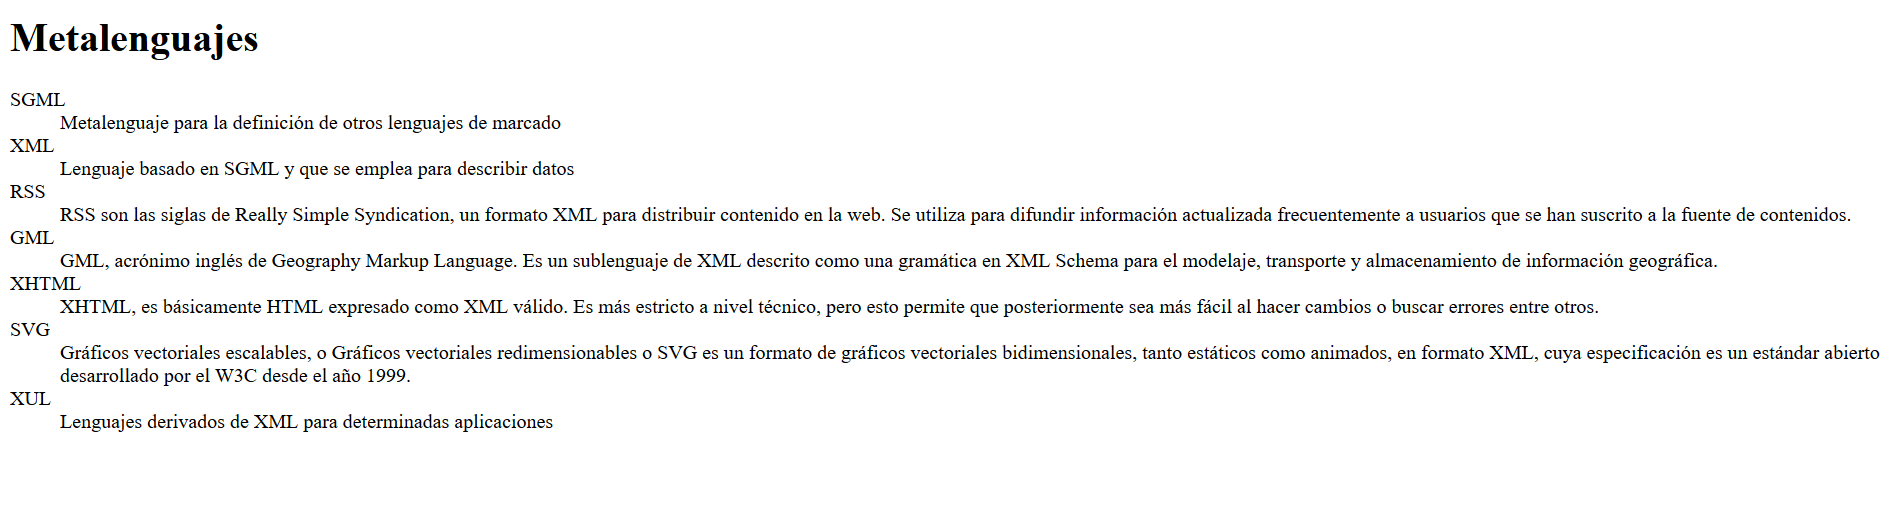 Metalenguajes
SGML
Metalenguaje para la definición de otros lenguajes de marcado
XML
Lenguaje basado en SGML y que se emplea para describir datos
RSS
RSS son las siglas de Really Simple Syndication, un formato XML para distribuir contenido en la web. Se utiliza para difundir información actualizada frecuentemente a usuarios que se han suscrito a la fuente de contenidos.
GML
GML, acrónimo inglés de Geography Markup Language. Es un sublenguaje de XML descrito como una gramática en XML Schema para el modelaje, transporte y almacenamiento de información geográfica.
XHTML
XHTML, es básicamente HTML expresado como XML válido. Es más estricto a nivel técnico, pero esto permite que posteriormente sea más fácil al hacer cambios o buscar errores entre otros.
SVG
Gráficos vectoriales escalables, o Gráficos vectoriales redimensionables o SVG es un formato de gráficos vectoriales bidimensionales, tanto estáticos como animados, en formato XML, cuya especificación es un estándar abierto
desarrollado por el W3C desde el año 1999.
XUL
Lenguajes derivados de XML para determinadas aplicaciones